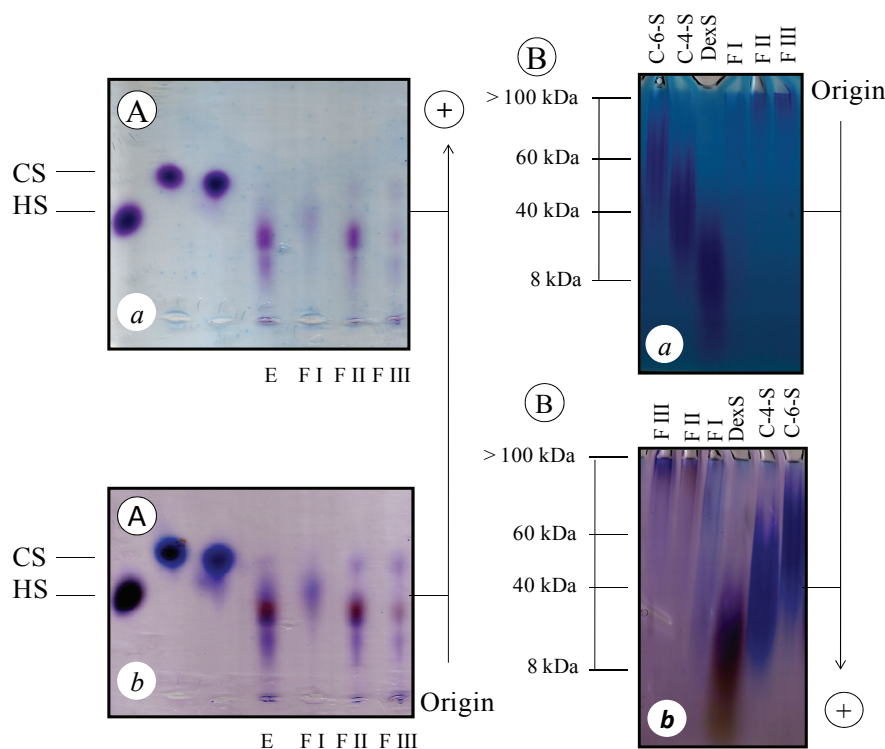 A
+
CS
HS
a
E F I F II F III
A
CS
HS
b
Origin
E F I F II F III
B
C-6-S C-4-S DexS F I F II F III
Origin
> 100 kDa
60 kDa
40 kDa
8 kDa
a
B
F III F II F I DexS C-4-S C-6-S
> 100 kDa
60 kDa
40 kDa
8 kDa
b
+